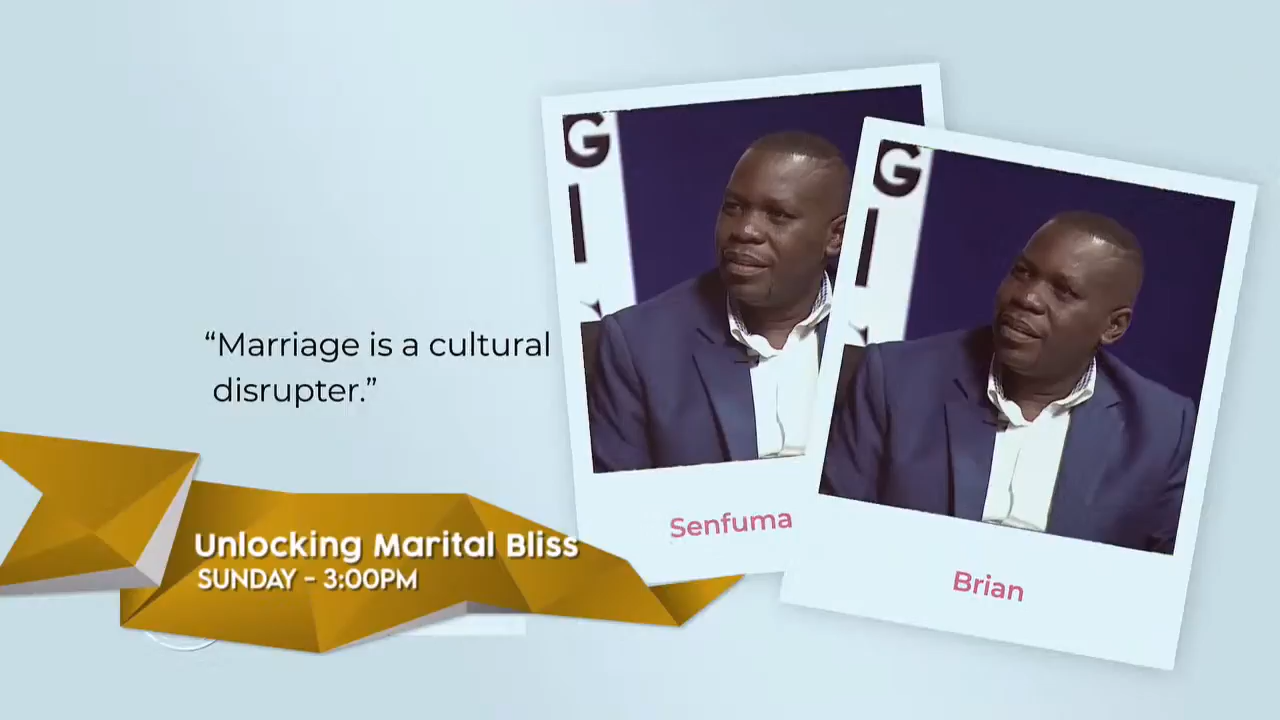 G
I
G
I
“Marriage is a cultural
disrupter.”
Senfuma
Brian
Unlocking Marital Bliss
SUNDAY - 3:00PM